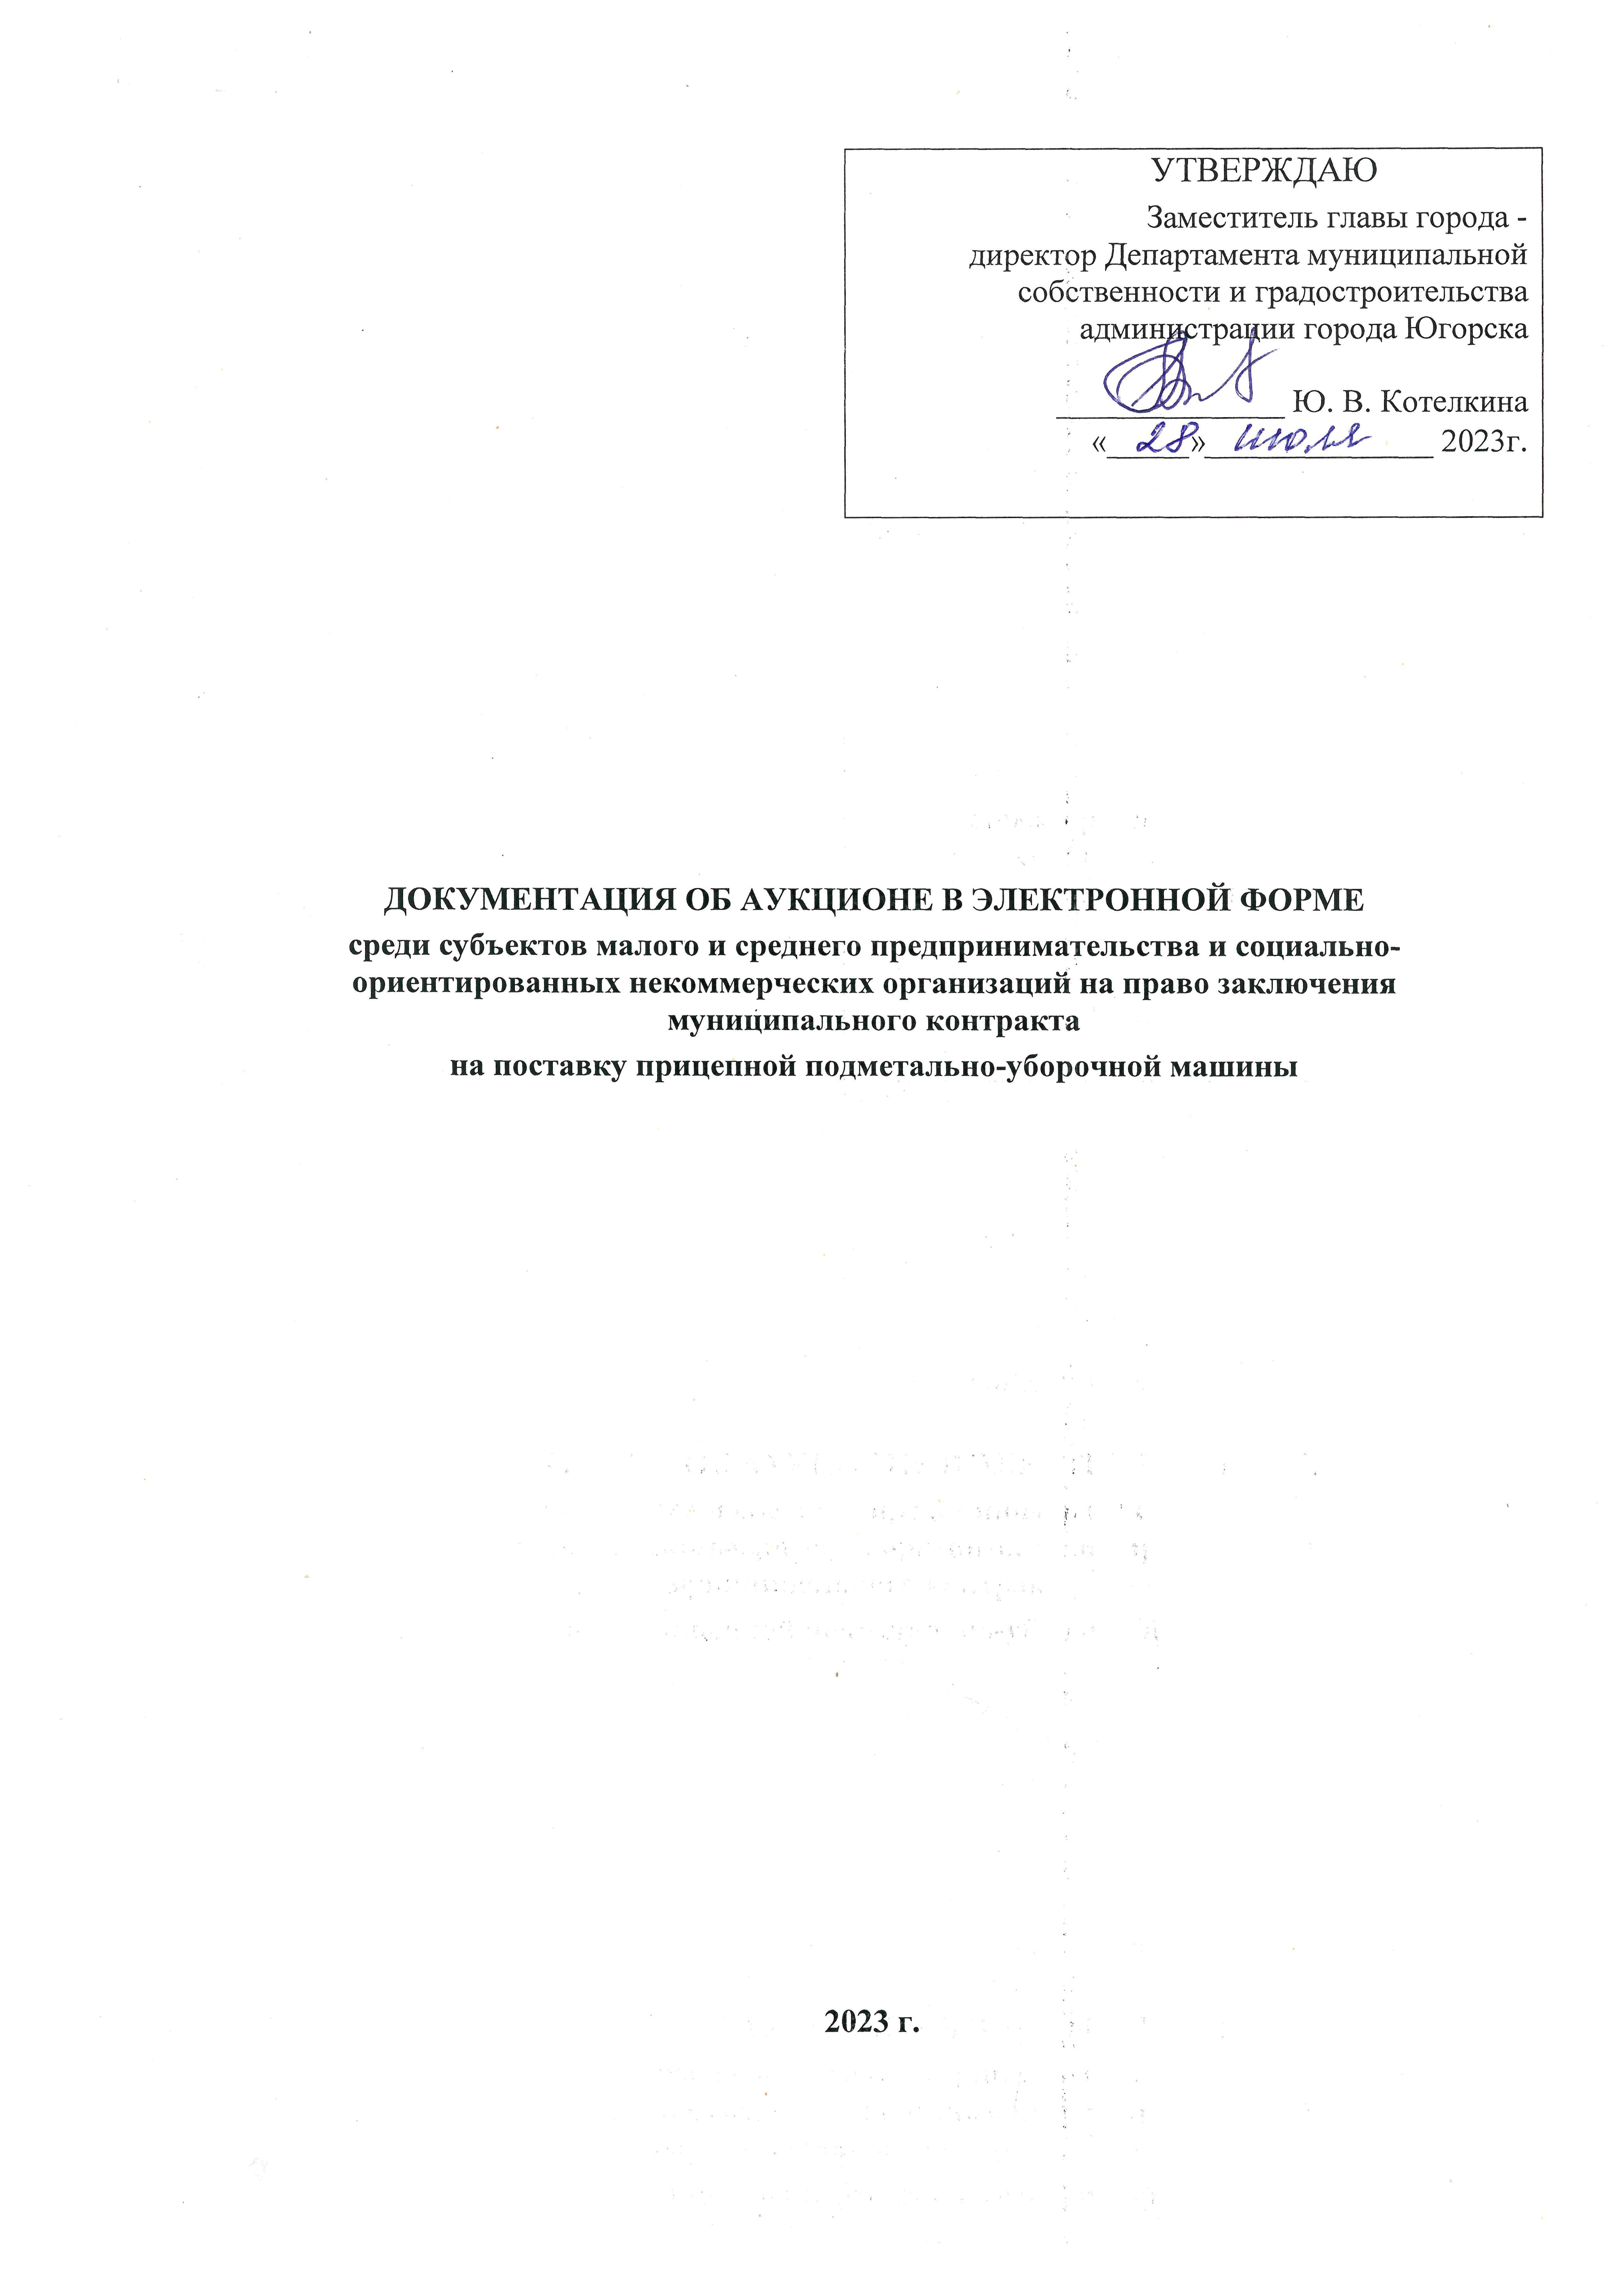 УТВЕРЖДАЮ
Заместитель главы города -
директор Департамента муниципальной
собственности и градостроительства
администрации города Югорска
________________ Ю. В. Котелкина
«28» июля 2023г.
ДОКУМЕНТАЦИЯ ОБ АУКЦИОНЕ В ЭЛЕКТРОННОЙ ФОРМЕ
среди субъектов малого и среднего предпринимательства и социально-
ориентированных некоммерческих организаций на право заключения
муниципального контракта
на поставку прицепной подметально-уборочной машины
2023 г.